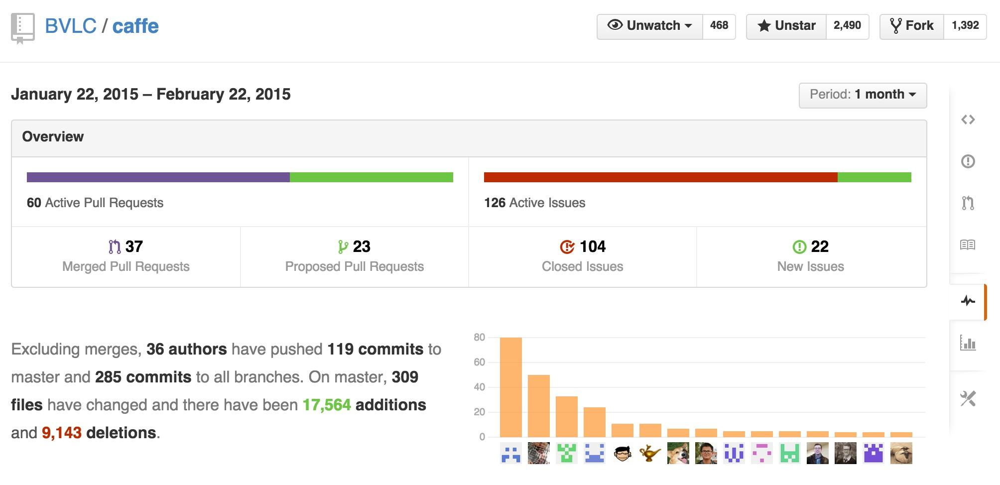 BVLC / caffe
Unwatch 468
Unstar 2,490
Fork 1,392
January 22, 2015 – February 22, 2015
Period: 1 month
Overview
60 Active Pull Requests
126 Active Issues
37
Merged Pull Requests
23
Proposed Pull Requests
104
Closed Issues
22
New Issues
Excluding merges, 36 authors have pushed 119 commits to
master and 285 commits to all branches. On master, 309
files have changed and there have been 17,564 additions
and 9,143 deletions.
80
60
40
20
0